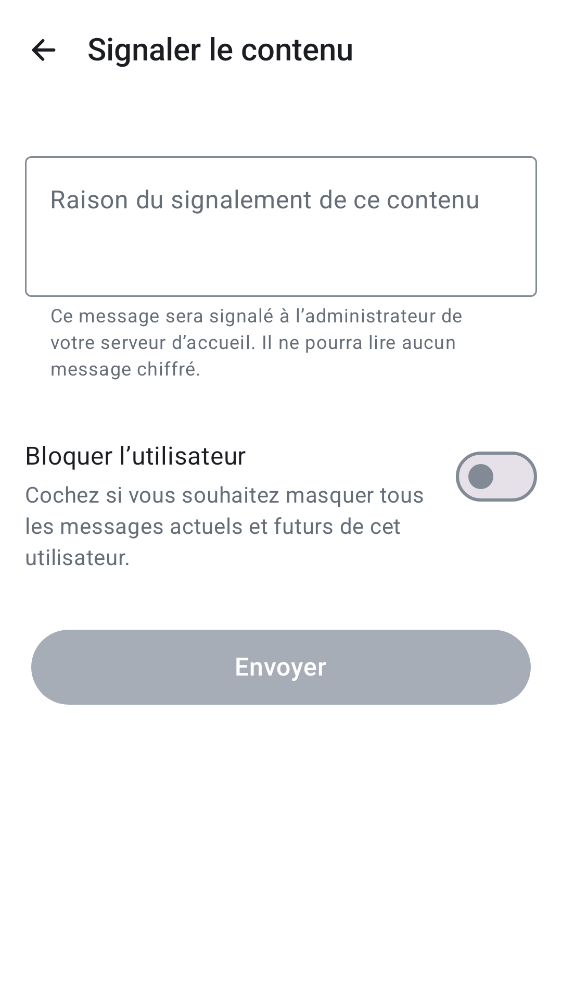 Signaler le contenu
Raison du signalement de ce contenu
Ce message sera signalé à l’administrateur de
votre serveur d’accueil. Il ne pourra lire aucun
message chiffré.
Bloquer l’utilisateur
Cochez si vous souhaitez masquer tous
les messages actuels et futurs de cet
utilisateur.
Envoyer